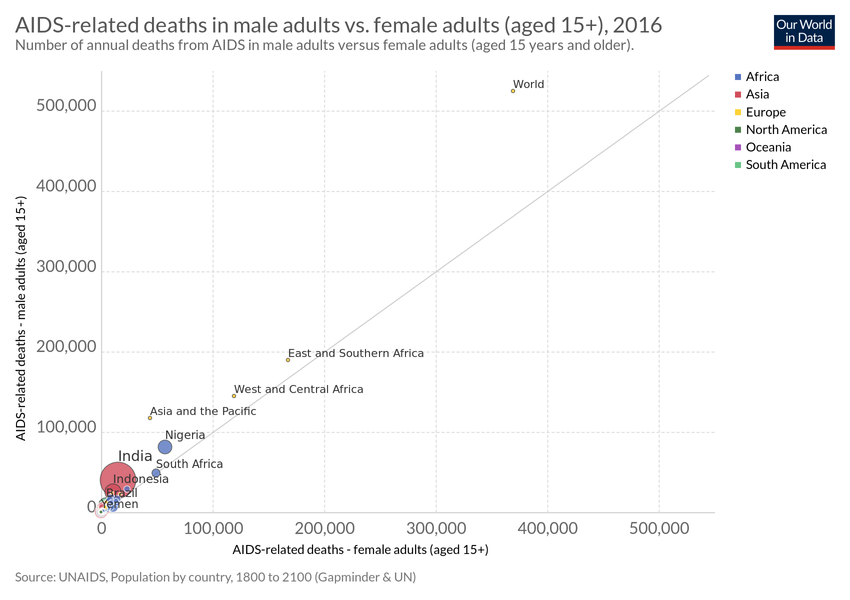 AIDS-related deaths in male adults vs. female adults (aged 15+), 2016
Number of annual deaths from AIDS in male adults versus female adults (aged 15 years and older).
Our World
in Data
Africa
Asia
Europe
North America
Oceania
South America
AIDS-related deaths - male adults (aged 15+)
500,000
400,000
300,000
200,000
100,000
0
World
East and Southern Africa
West and Central Africa
Asia and the Pacific
Nigeria
South Africa
India
Indonesia
Brazil
Yemen
0
100,000
200,000
300,000
400,000
500,000
AIDS-related deaths - female adults (aged 15+)
Source: UNAIDS, Population by country, 1800 to 2100 (Gapminder & UN)